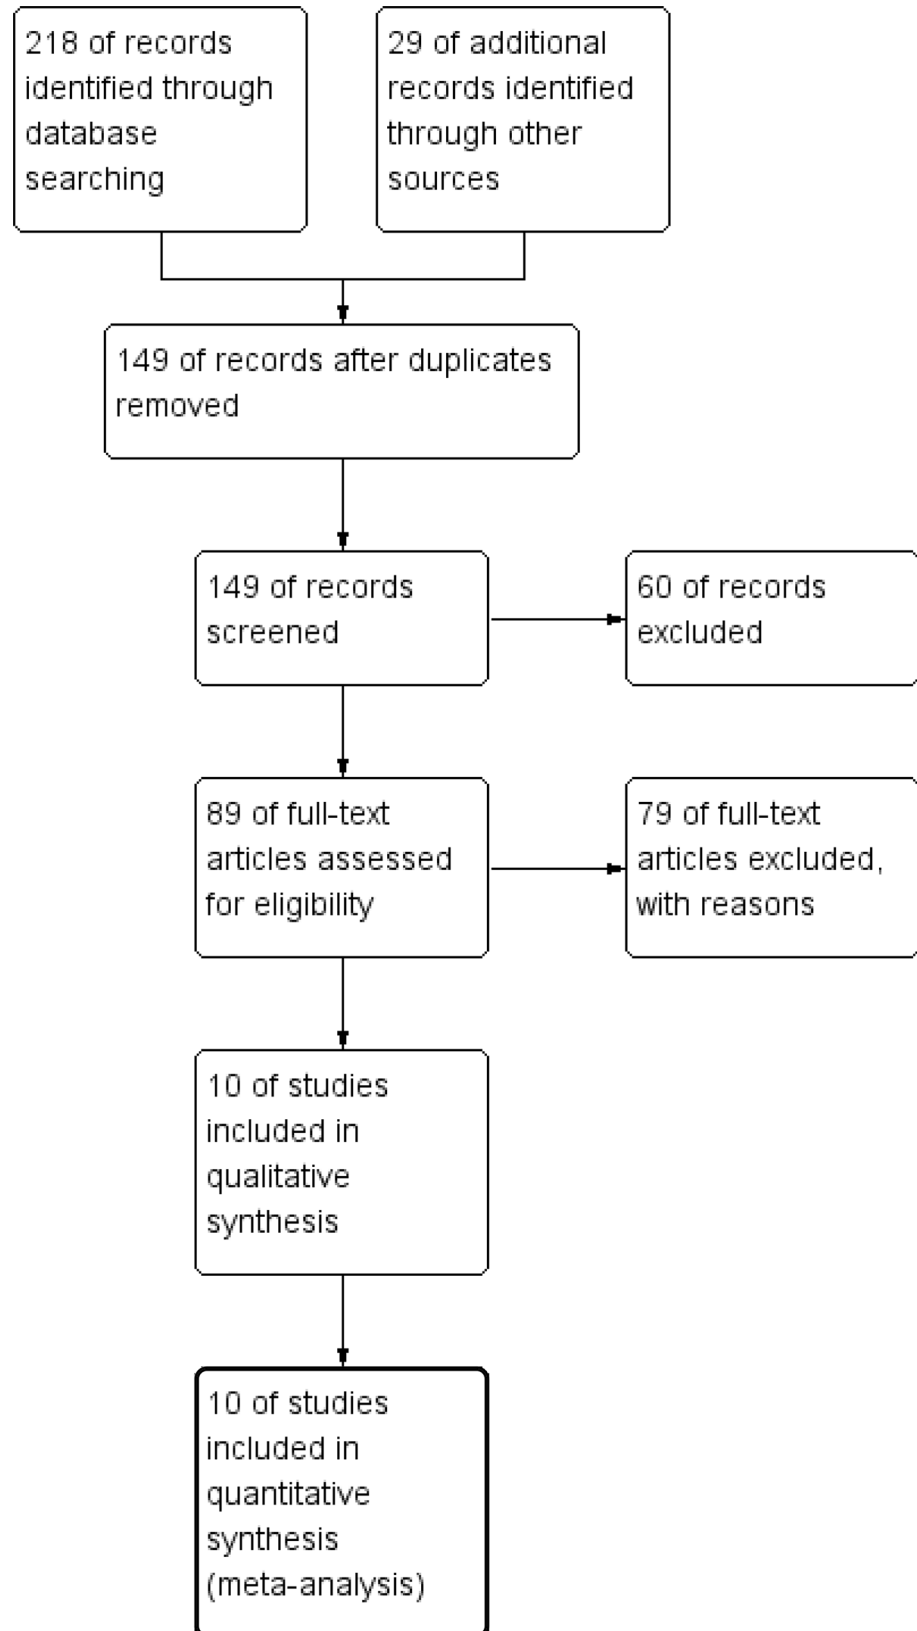 218 of records
identified through
database
searching
29 of additional
records identified
through other
sources
149 of records after duplicates
removed
149 of records
screened
60 of records
excluded
89 of full-text
articles assessed
for eligibility
79 of full-text
articles excluded,
with reasons
10 of studies
included in
qualitative
synthesis
10 of studies
included in
quantitative
synthesis
(meta-analysis)